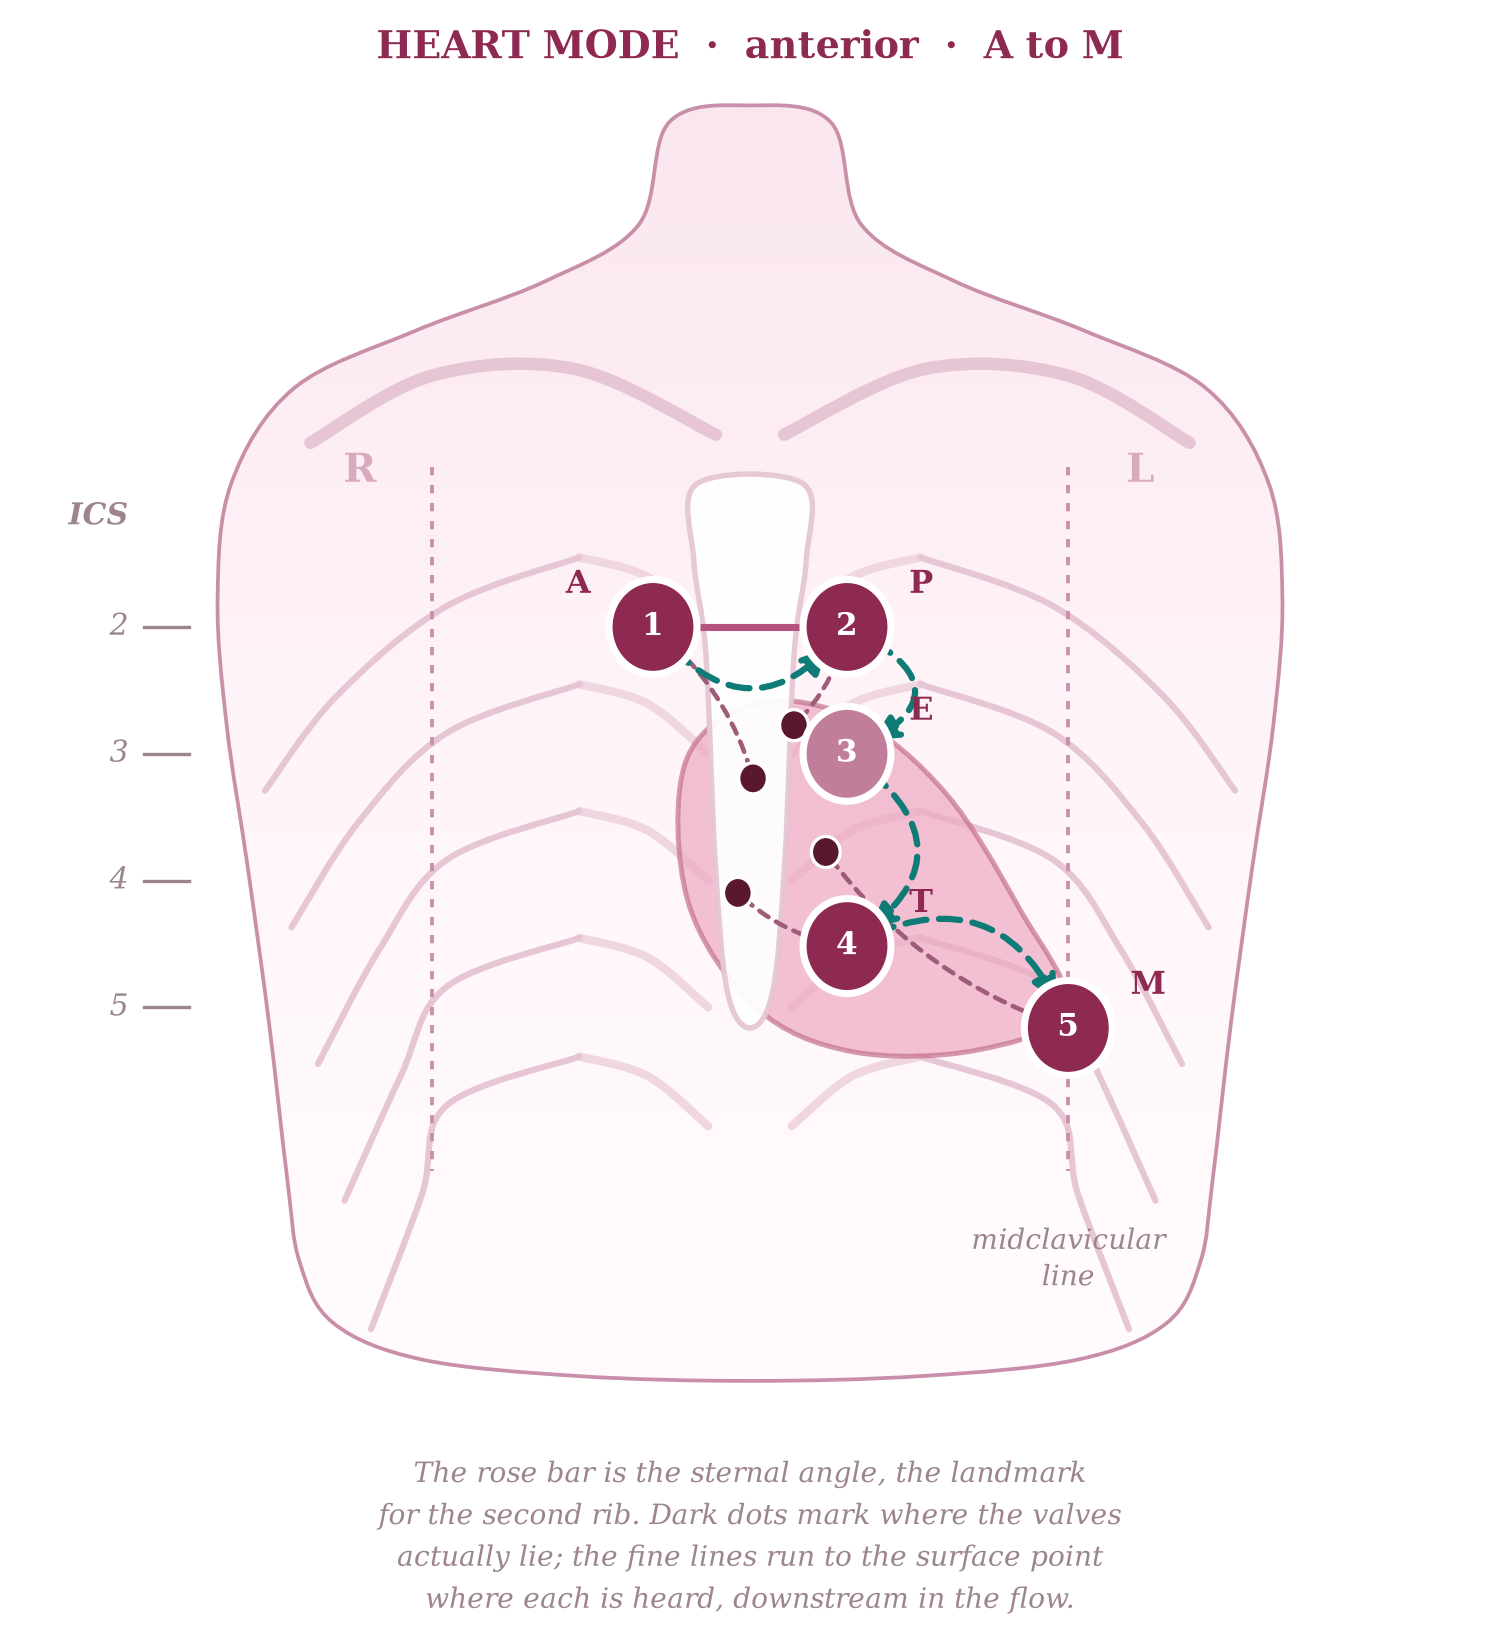 HEART MODE · anterior · A to M
R
L
ICS
A
P
1
2
2
E
3
3
4
T
4
M
5
5
midclavicular
line
The rose bar is the sternal angle, the landmark
for the second rib. Dark dots mark where the valves
actually lie; the fine lines run to the surface point
where each is heard, downstream in the flow.